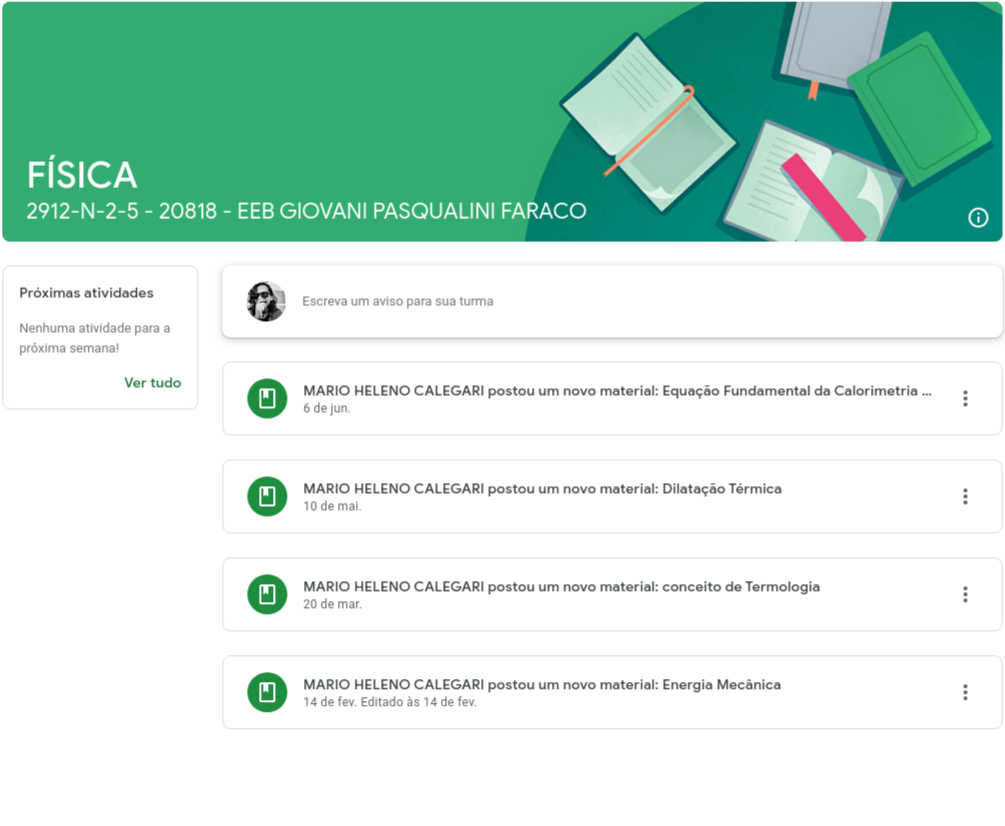 FÍSICA
2912-N-2-5 - 20818 - EEB GIOVANI PASQUALINI FARACO
Próximas atividades
Nenhuma atividade para a
próxima semana!
Ver tudo
Escreva um aviso para sua turma
MARIO HELENO CALEGARI postou um novo material: Equação Fundamental da Calorimetria ...
6 de jun.
MARIO HELENO CALEGARI postou um novo material: Dilatação Térmica
10 de mai.
MARIO HELENO CALEGARI postou um novo material: conceito de Termologia
20 de mar.
MARIO HELENO CALEGARI postou um novo material: Energia Mecânica
14 de fev. Editado às 14 de fev.